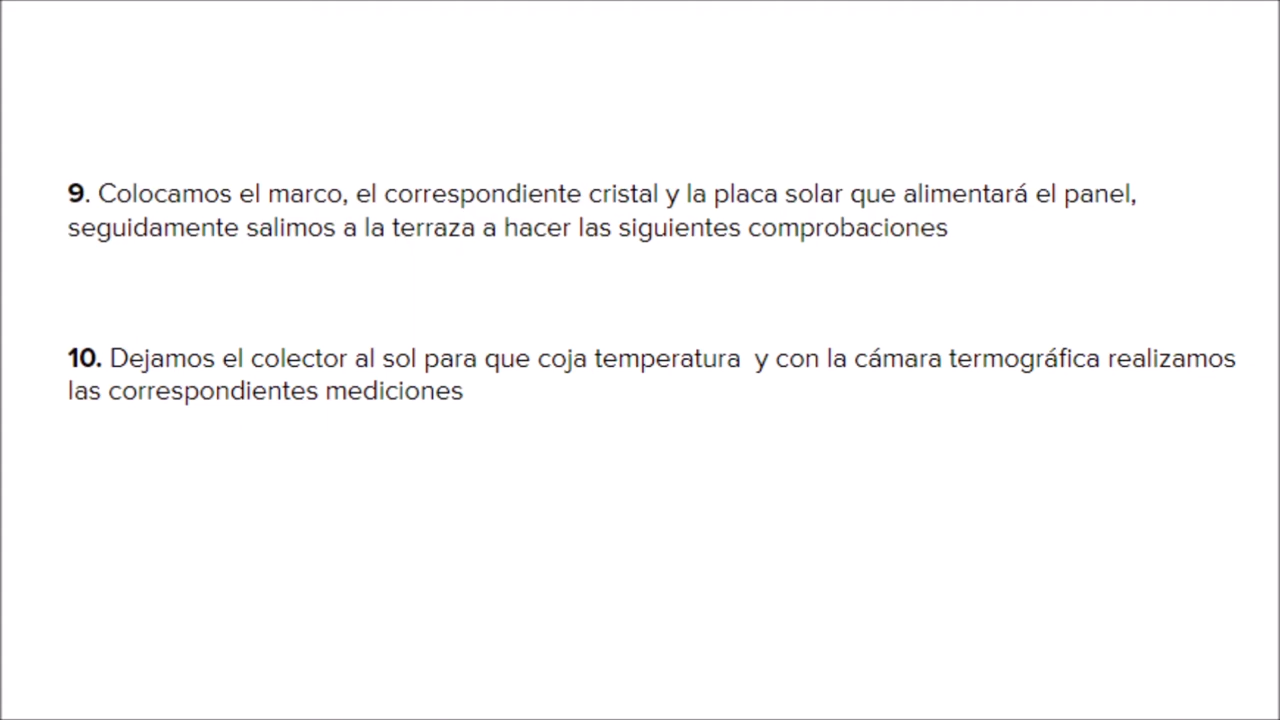 9. Colocamos el marco, el correspondiente cristal y la placa solar que alimentará el panel,
seguidamente salimos a la terraza a hacer las siguientes comprobaciones
10. Dejamos el colector al sol para que coja temperatura  y con la cámara termográfica realizamos
las correspondientes mediciones